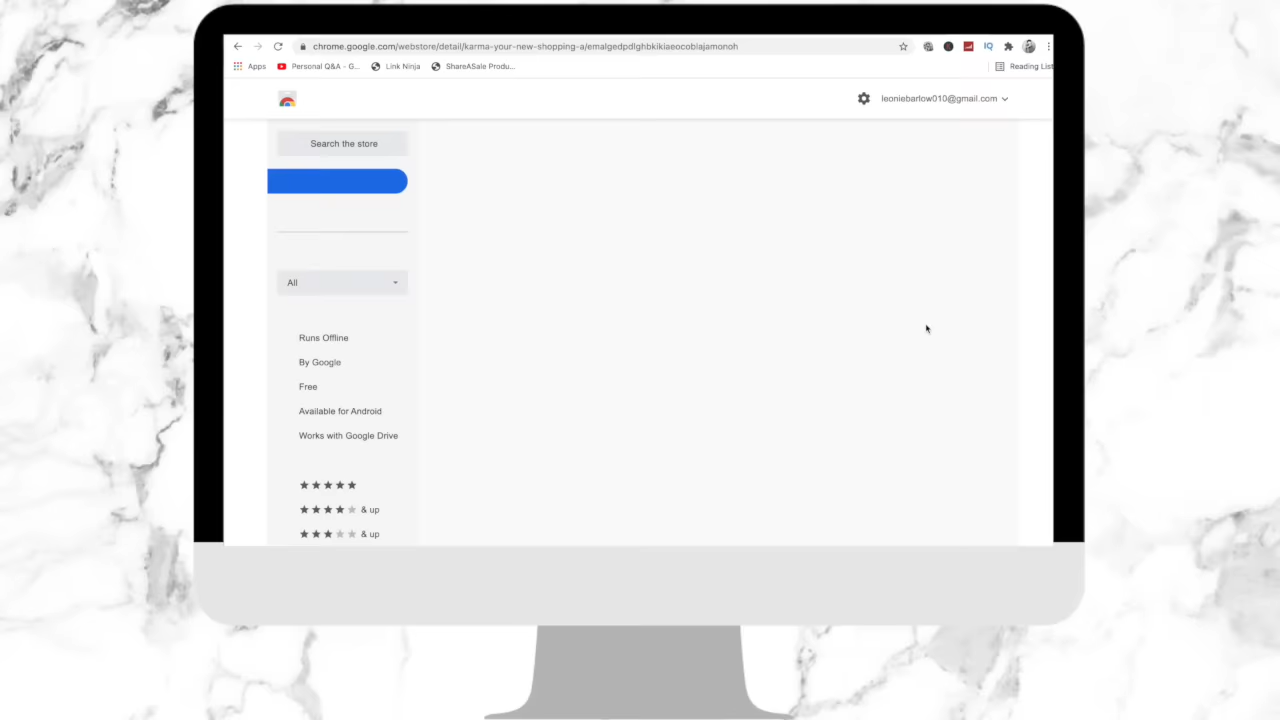 chrome.google.com/webstore/detail/karma-your-new-shopping-a/emalgedpdlghbkikiaeocoblajamonoh
IQ
Apps
Personal Q&A - G...
Link Ninja
ShareASale Produ...
Reading List
leoniebarlow010@gmail.com
Search the store
All
Runs Offline
By Google
Free
Available for Android
Works with Google Drive
& up
& up